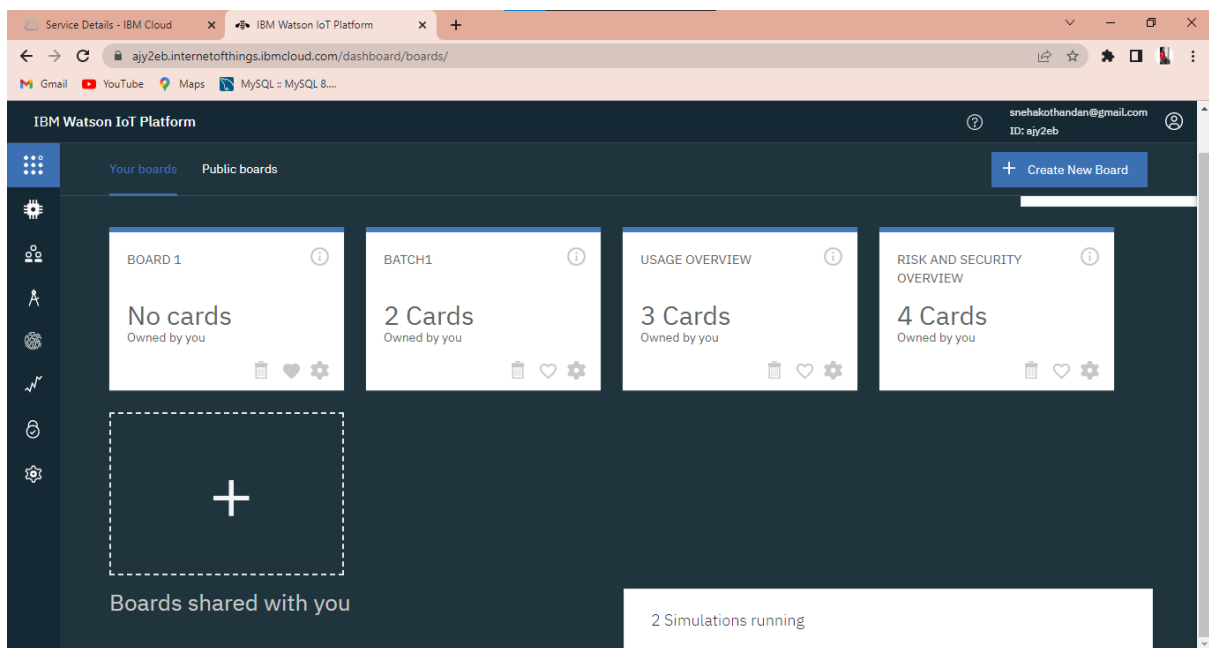 Service Details - IBM Cloud
IBM Watson IoT Platform
ajy2eb.internetofthings.ibmcloud.com/dashboard/boards/
Gmail
YouTube
Maps
MySQL :: MySQL 8....
IBM Watson IoT Platform
snehakothandan@gmail.com
ID: ajy2eb
Your boards
Public boards
Create New Board
BOARD 1
No cards
Owned by you
BATCH1
2 Cards
Owned by you
USAGE OVERVIEW
3 Cards
Owned by you
RISK AND SECURITY
OVERVIEW
4 Cards
Owned by you
Boards shared with you
2 Simulations running